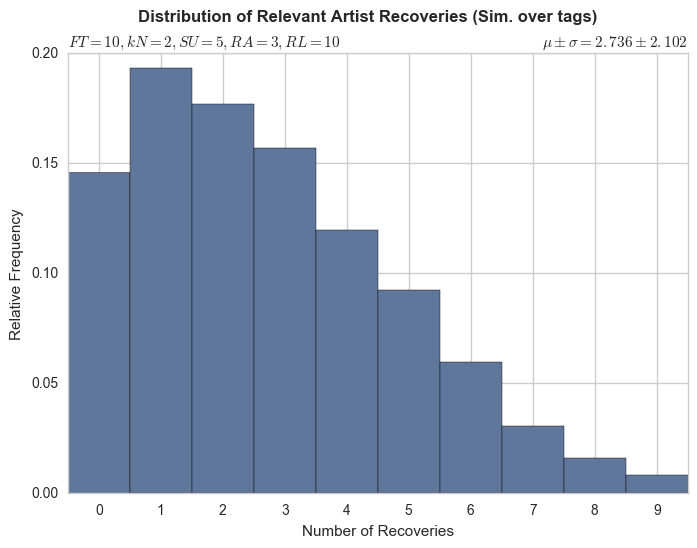 Distribution of Relevant Artist Recoveries (Sim. over tags)
FT = 10, kN = 2, SU = 5, RA = 3, RL = 10
μ ± σ = 2.736 ± 2.102
0.20
0.15
0.10
0.05
0.00
Relative Frequency
0 1 2 3 4 5 6 7 8 9
Number of Recoveries